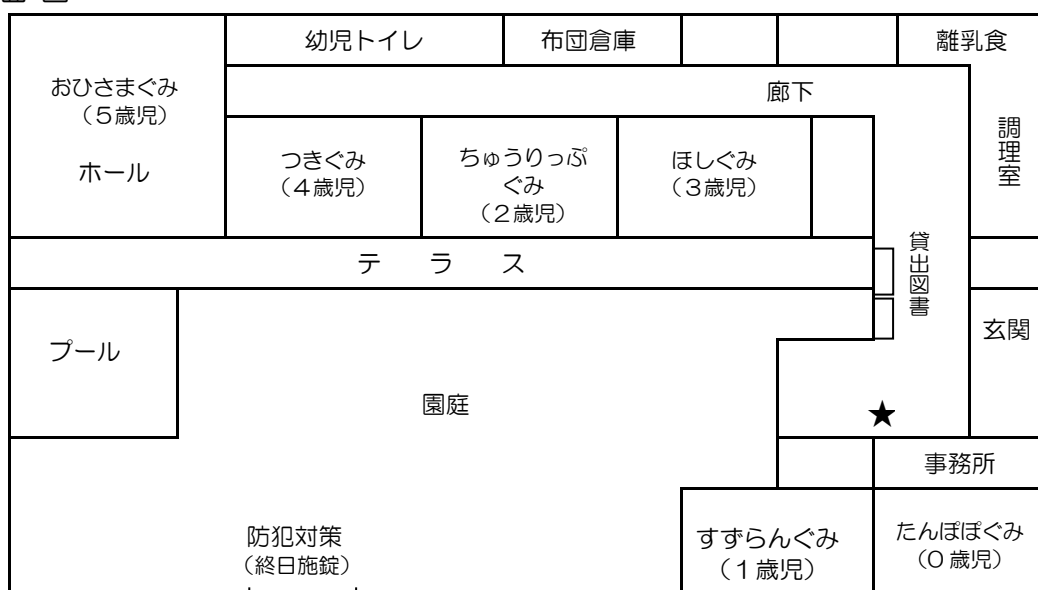 幼児トイレ
布団倉庫
離乳食
おひさまぐみ
（５歳児）
ホール
廊下
調理室
つきぐみ
（４歳児）
ちゅうりっぷ
ぐみ
（２歳児）
ほしぐみ
（３歳児）
テラス
貸出図書
プール
玄関
園庭
★
事務所
防犯対策
（終日施錠）
すずらんぐみ
（１歳児）
たんぽぽぐみ
（０歳児）